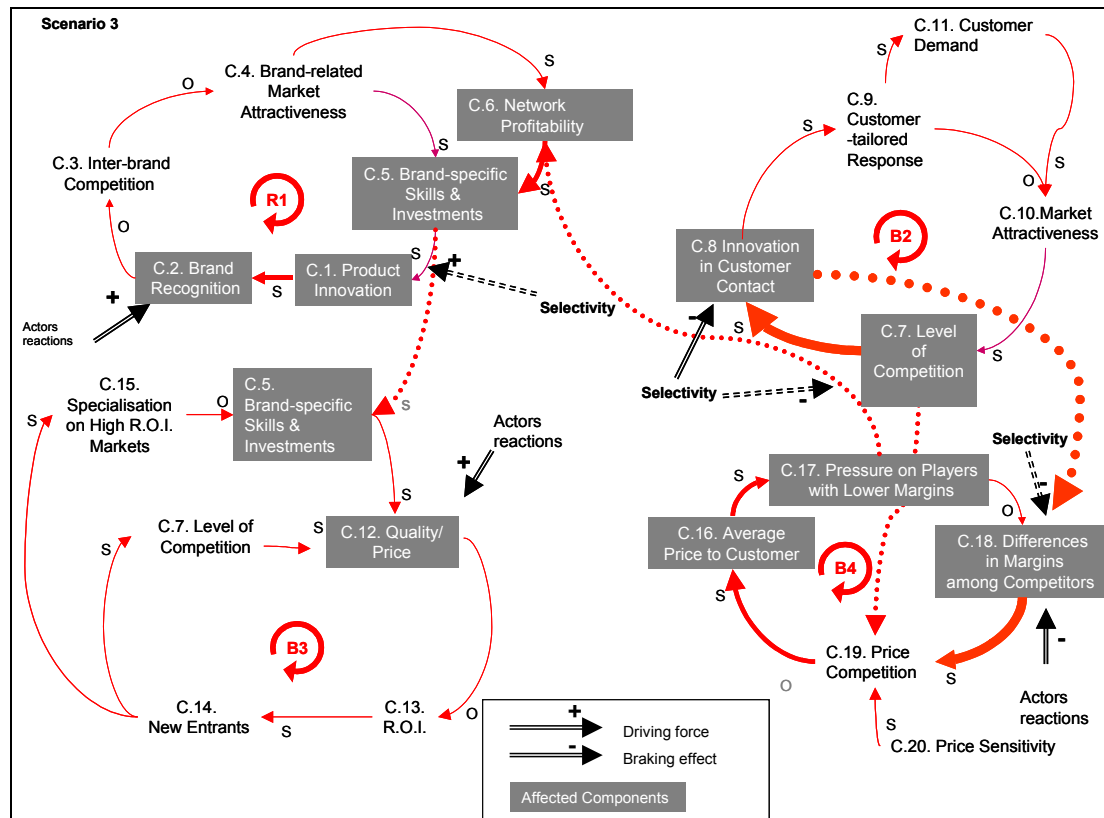 Scenario 3
C.11. Customer
Demand
S
S
O
C.4. Brand-related
Market
Attractiveness
S
C.6. Network
Profitability
C.9.
Customer
-tailored
Response
S
S
O
C.3. Inter-brand
Competition
S
C.5. Brand-specific
Skills &
Investments
S
R1
C.10.Market
Attractiveness
B2
C.8 Innovation
in Customer
Contact
O
C.2. Brand
Recognition
S
C.1. Product
Innovation
S
+
Selectivity
+
Actors
reactions
-
S
C.7. Level
of
Competition
S
Selectivity
-
C.15.
Specialisation
on High R.O.I.
Markets
S
O
C.5.
Brand-specific
Skills &
Investments
S
Actors
reactions
+
Selectivity
-
S
C.17. Pressure on Players
with Lower Margins
O
C.7. Level of
Competition
S
S
S
C.12. Quality/
Price
C.16. Average
Price to Customer
B4
C.18. Differences
in Margins
among Competitors
S
B3
C.19. Price
Competition
S
-
O
Actors
reactions
C.14.
New Entrants
S
C.13.
R.O.I.
O
S
C.20. Price Sensitivity
+
Driving force
-
Braking effect
Affected Components